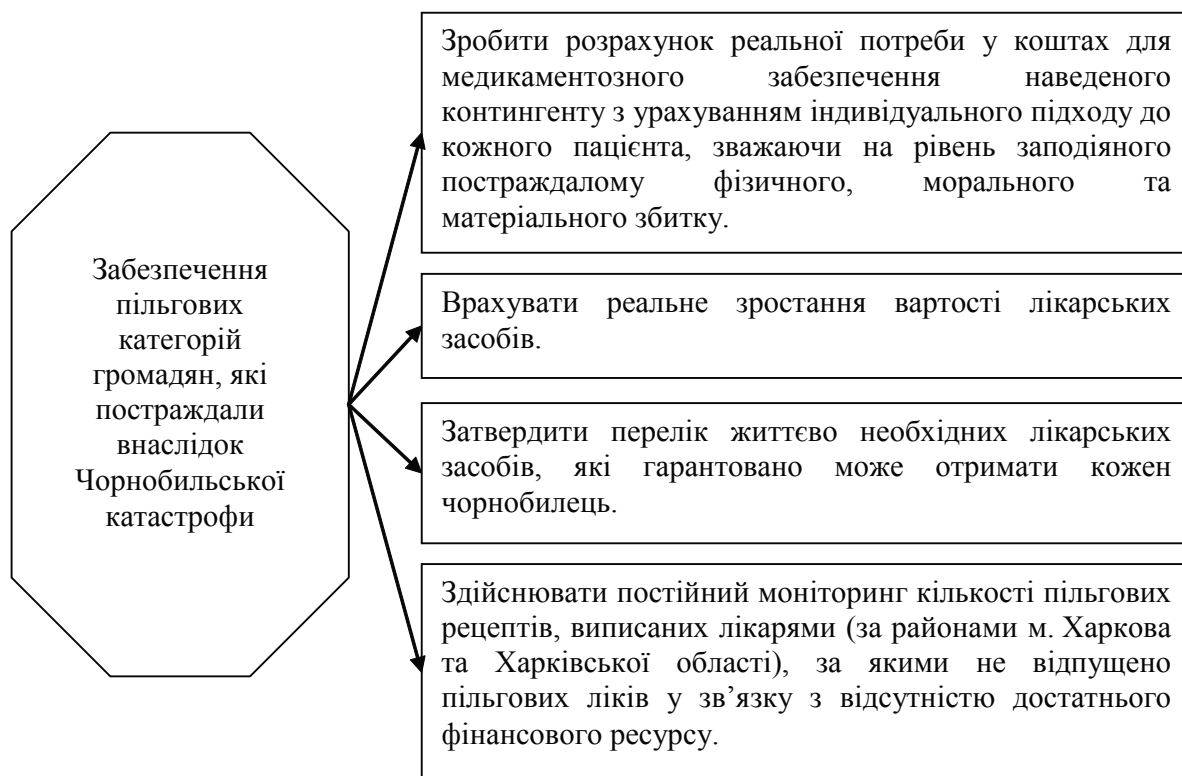 Забезпечення
пільгових
категорій
громадян, які
постраждали
внаслідок
Чорнобильської
катастрофи
Зробити розрахунок реальної потреби у коштах для
медикаментозного забезпечення наведеного
контингенту з урахуванням індивідуального підходу до
кожного пацієнта, зважаючи на рівень заподіяного
постраждалому фізичного, морального та
матеріального збитку.
Врахувати реальне зростання вартості лікарських
засобів.
Затвердити перелік життєво необхідних лікарських
засобів, які гарантовано може отримати кожен
чорнобилець.
Здійснювати постійний моніторинг кількості пільгових
рецептів, виписаних лікарями (за районами м. Харкова
та Харківської області), за якими не відпущено
пільгових ліків у зв’язку з відсутністю достатнього
фінансового ресурсу.